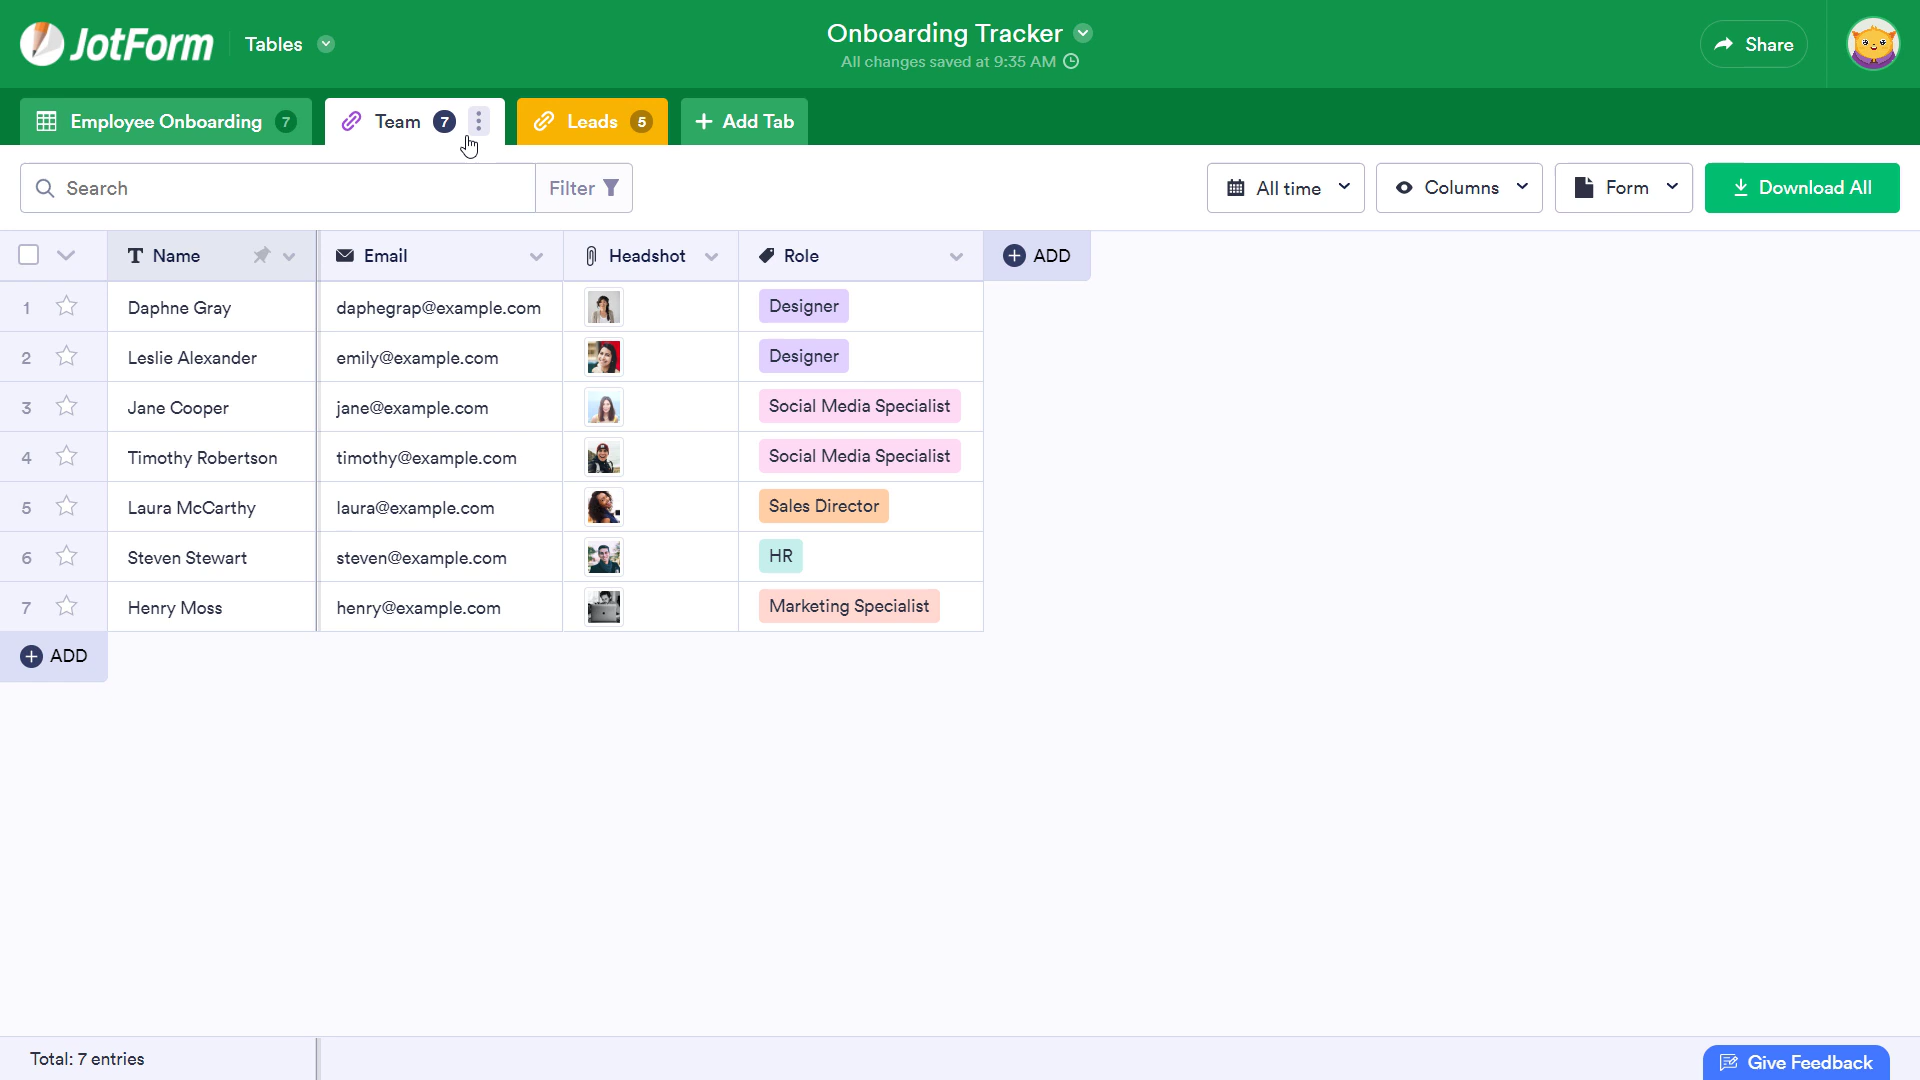 JotForm
Tables
Onboarding Tracker
All changes saved at 9:35 AM
Share
Employee Onboarding 7
Team 7
Leads 5
+ Add Tab
Search
Filter
All time
Columns
Form
Download All
Name
Email
Headshot
Role
+ ADD
1 Daphne Gray daphegrap@example.com Designer
2 Leslie Alexander emily@example.com Designer
3 Jane Cooper jane@example.com Social Media Specialist
4 Timothy Robertson timothy@example.com Social Media Specialist
5 Laura McCarthy laura@example.com Sales Director
6 Steven Stewart steven@example.com HR
7 Henry Moss henry@example.com Marketing Specialist
+ ADD
Total: 7 entries
Give Feedback